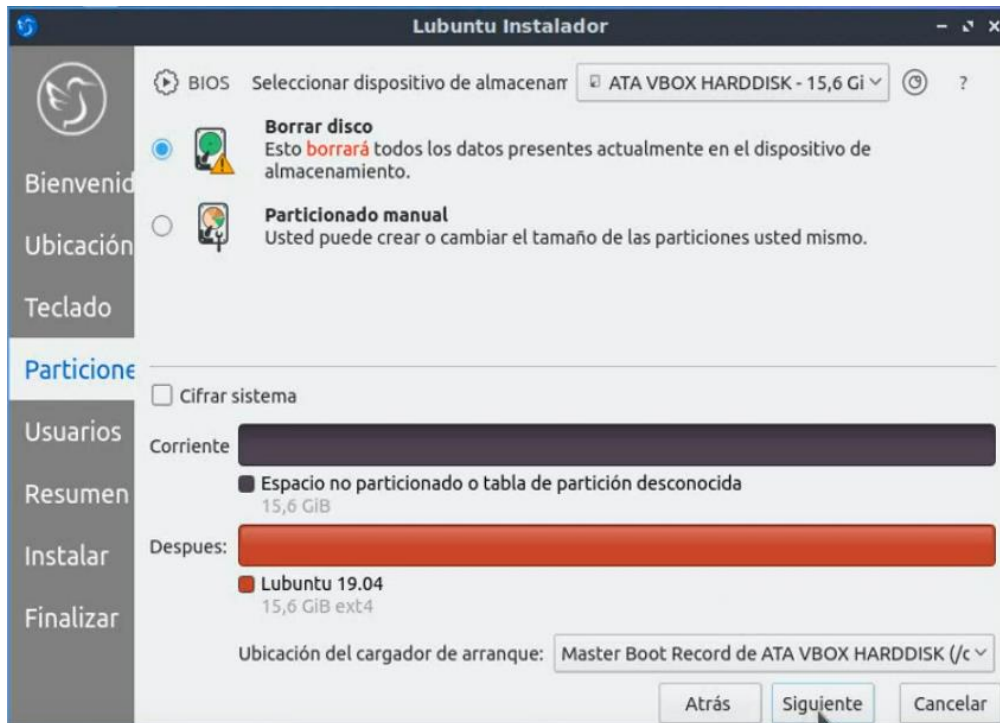 Lubuntu Instalador
BIOS Seleccionar dispositivo de almacenam ATA VBOX HARDDISK - 15,6 Gi ?
Borrar disco
Esto borrará todos los datos presentes actualmente en el dispositivo de
almacenamiento.
Particionado manual
Usted puede crear o cambiar el tamaño de las particiones usted mismo.
Bienvenid
Ubicación
Teclado
Particione
Usuarios
Resumen
Instalar
Finalizar
Cifrar sistema
Corriente
Espacio no particionado o tabla de partición desconocida
15,6 GiB
Despues:
Lubuntu 19.04
15,6 GiB ext4
Ubicación del cargador de arranque: Master Boot Record de ATA VBOX HARDDISK (/c
Atrás Siguiente Cancelar